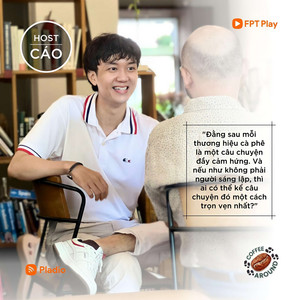 HOST
CÁO
FPT Play
"Đằng sau mỗi
thương hiệu cà phê
là một câu chuyện
đầy cảm hứng. Và
nếu như không phải
người sáng lập, thì
ai có thể kể câu
chuyện đó một cách
trọn vẹn nhất?"
Pladio
COFFEE
AROUND